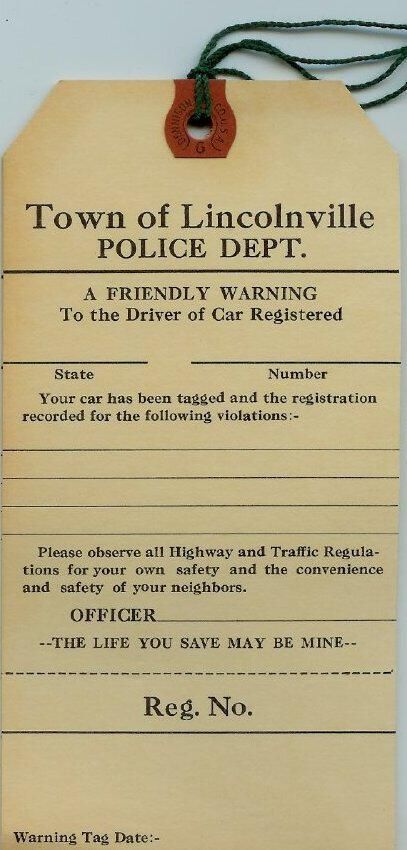 DENNISON CO. U.S.A.
G
Town of Lincolnville
POLICE DEPT.
A FRIENDLY WARNING
To the Driver of Car Registered
State Number
Your car has been tagged and the registration
recorded for the following violations:-
Please observe all Highway and Traffic Regula-
tions for your own safety and the convenience
and safety of your neighbors.
OFFICER
--THE LIFE YOU SAVE MAY BE MINE--
Reg. No.
Warning Tag Date:-